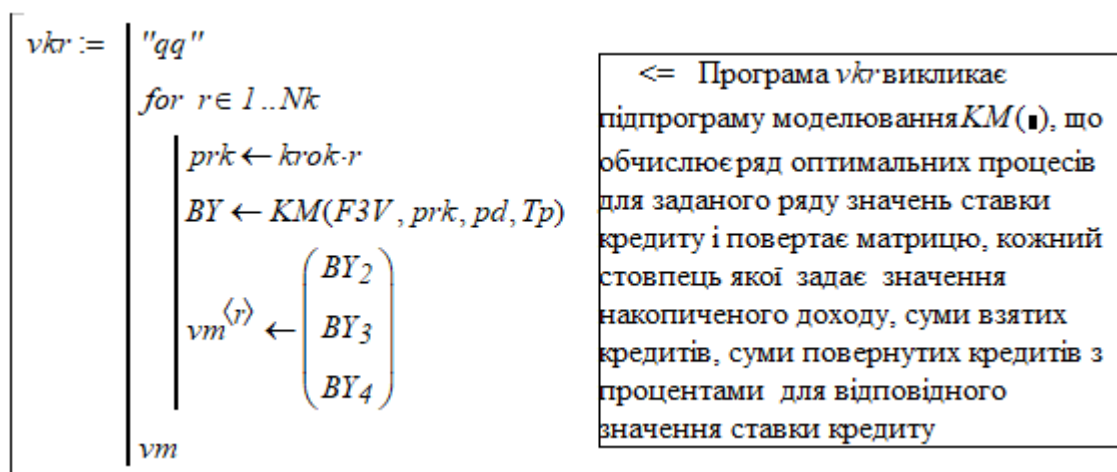 vkr := "qq"
for r ∈ 1 .. Nk
prk ← krok·r
BY ← KM(F3V , prk, pd, Tp)
vm⟨r⟩ ← ( BY2
BY3
BY4 )
vm
<= Програма vkr викликає
підпрограму моделювання KM(▪), що
обчислює ряд оптимальних процесів
для заданого ряду значень ставки
кредиту і повертає матрицю, кожний
стовпець якої задає значення
накопиченого доходу, суми взятих
кредитів, суми повернутих кредитів з
процентами для відповідного
значення ставки кредиту